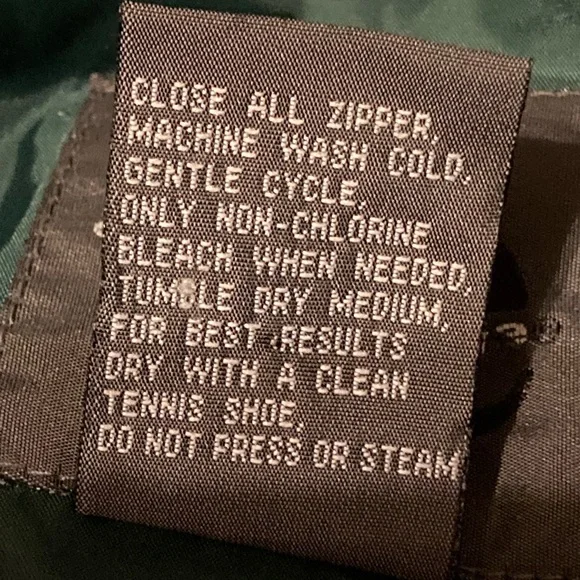 CLOSE ALL ZIPPER,
MACHINE WASH COLD,
GENTLE CYCLE,
ONLY NON-CHLORINE
BLEACH WHEN NEEDED,
TUMBLE DRY MEDIUM,
FOR BEST RESULTS
DRY WITH A CLEAN
TENNIS SHOE,
DO NOT PRESS OR STEAM